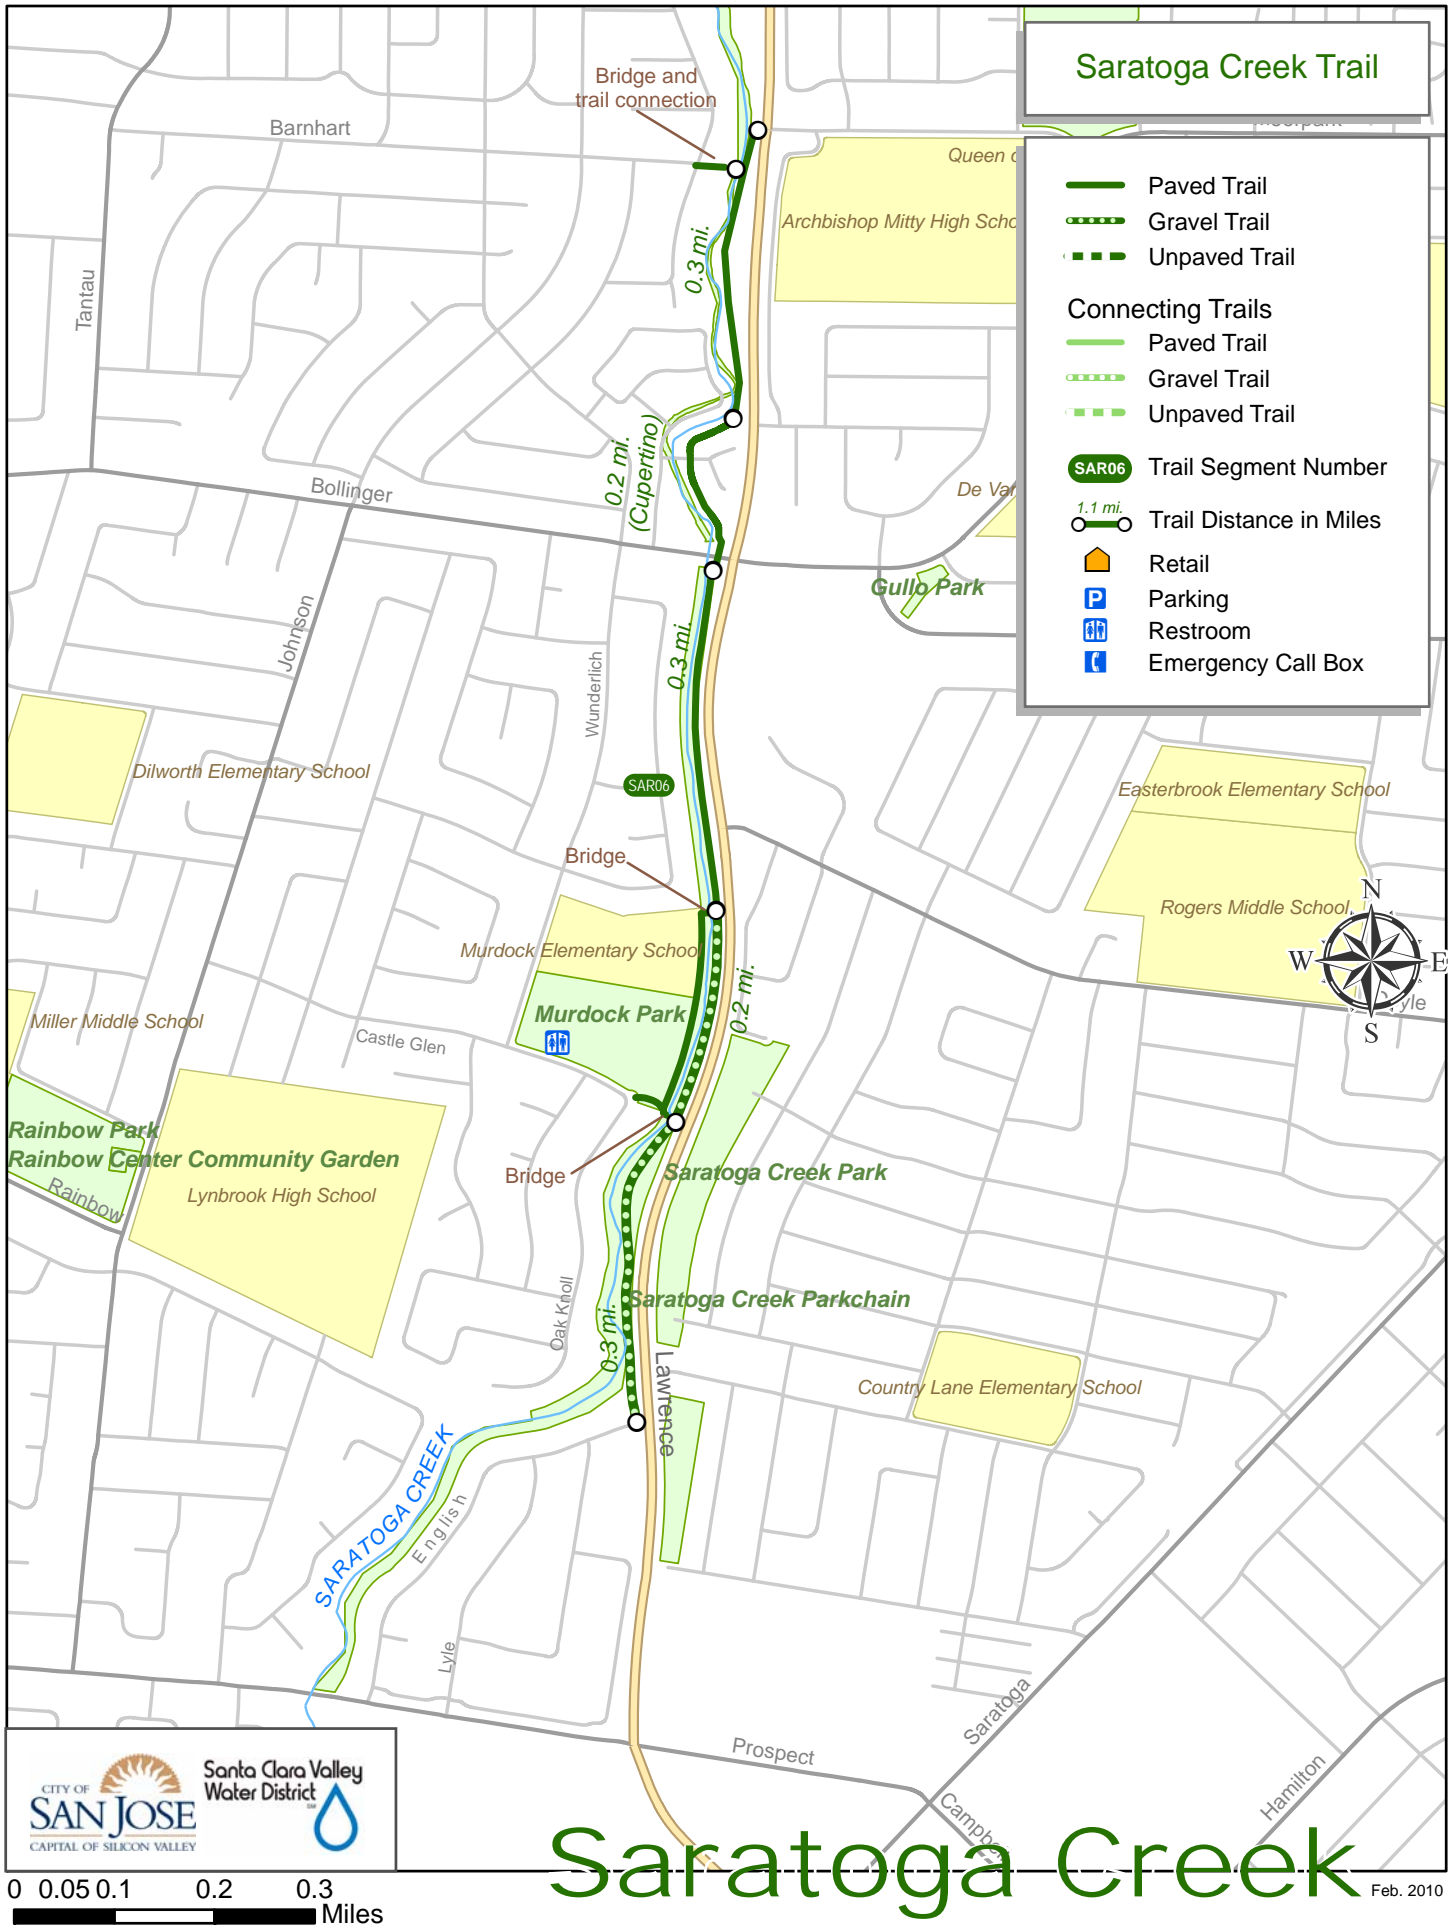 Saratoga Creek Trail
Bridge and
trail connection
Barnhart
Queen
Archbishop Mitty High Scho
Paved Trail
Gravel Trail
Unpaved Trail
Connecting Trails
Paved Trail
Gravel Trail
Unpaved Trail
SAR06
Trail Segment Number
1.1 mi.
Trail Distance in Miles
Retail
P
Parking
Restroom
Emergency Call Box
Tantau
0.3 mi.
0.2 mi.
(Cupertino)
Bollinger
De Var
Gullo Park
Johnson
Wunderlich
0.3 mi.
Dilworth Elementary School
SAR06
Easterbrook Elementary School
Bridge
Rogers Middle School
N
W
E
S
yle
Murdock Elementary School
0.2 mi.
Murdock Park
Miller Middle School
Castle Glen
Rainbow Park
Rainbow Center Community Garden
Lynbrook High School
Rainbow
Bridge
Saratoga Creek Park
Saratoga Creek Parkchain
Oak Knoll
0.3 mi.
Lawrence
Country Lane Elementary School
SARATOGA CREEK
English
Lyle
Saratoga
Prospect
Hamilton
CITY OF
SAN JOSE
CAPITAL OF SILICON VALLEY
Santa Clara Valley
Water District
Saratoga Creek
Feb. 2010
0 0.05 0.1 0.2 0.3
Miles